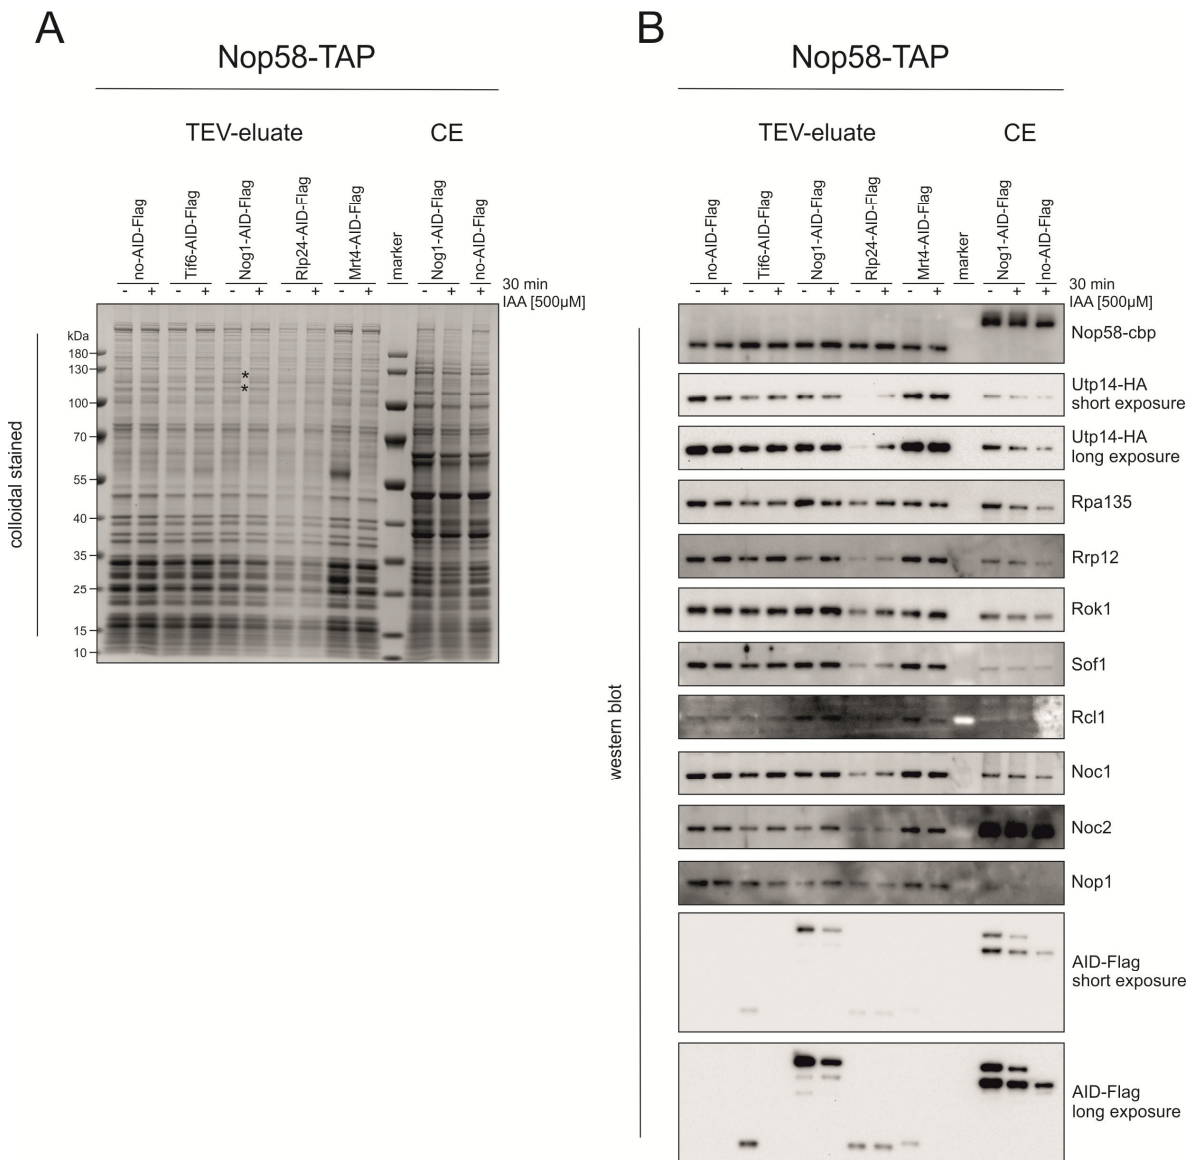 A
Nop58-TAP
TEV-eluate CE
no-AID-Flag
Tif6-AID-Flag
Nog1-AID-Flag
Rlp24-AID-Flag
Mrt4-AID-Flag
marker
Nog1-AID-Flag
no-AID-Flag
- + - + - + - + - + - + +
30 min
IAA [500µM]
kDa
180
130
100
70
55
40
35
25
15
10
*
*
colloidal stained
B
Nop58-TAP
TEV-eluate CE
no-AID-Flag
Tif6-AID-Flag
Nog1-AID-Flag
Rlp24-AID-Flag
Mrt4-AID-Flag
marker
Nog1-AID-Flag
no-AID-Flag
- + - + - + - + - + - + +
30 min
IAA [500µM]
Nop58-cbp
Utp14-HA
short exposure
Utp14-HA
long exposure
Rpa135
Rrp12
Rok1
Sof1
Rcl1
Noc1
Noc2
Nop1
AID-Flag
short exposure
AID-Flag
long exposure
western blot